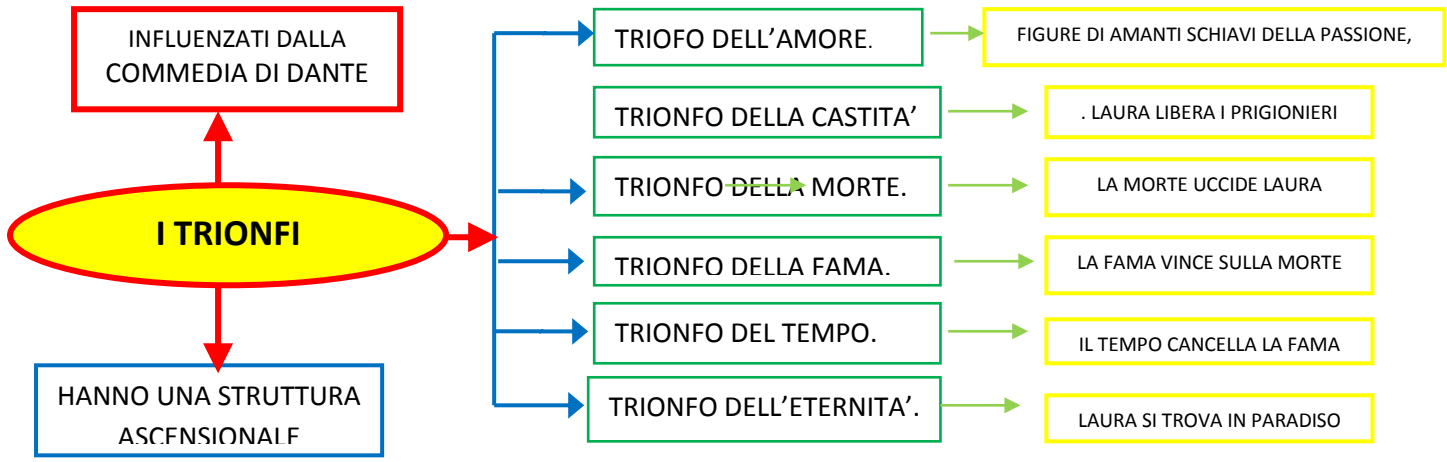 INFLUENZATI DALLA
COMMEDIA DI DANTE
I TRIONFI
HANNO UNA STRUTTURA
ASCENSIONALE
TRIOFO DELL’AMORE.
FIGURE DI AMANTI SCHIAVI DELLA PASSIONE,
TRIONFO DELLA CASTITA’
. LAURA LIBERA I PRIGIONIERI
TRIONFO DELLA MORTE.
LA MORTE UCCIDE LAURA
TRIONFO DELLA FAMA.
LA FAMA VINCE SULLA MORTE
TRIONFO DEL TEMPO.
IL TEMPO CANCELLA LA FAMA
TRIONFO DELL’ETERNITA’.
LAURA SI TROVA IN PARADISO